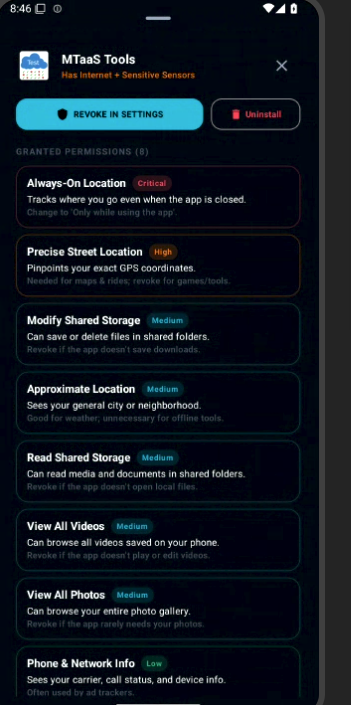 8:46
Test
MTaaS Tools
Has Internet + Sensitive Sensors
REVOKE IN SETTINGS
Uninstall
GRANTED PERMISSIONS (8)
Always-On Location Critical
Tracks where you go even when the app is closed.
Change to 'Only while using the app'.
Precise Street Location High
Pinpoints your exact GPS coordinates.
Needed for maps & rides; revoke for games/tools.
Modify Shared Storage Medium
Can save or delete files in shared folders.
Revoke if the app doesn't save downloads.
Approximate Location Medium
Sees your general city or neighborhood.
Good for weather; unnecessary for offline tools.
Read Shared Storage Medium
Can read media and documents in shared folders.
Revoke if the app doesn't open local files.
View All Videos Medium
Can browse all videos saved on your phone.
Revoke if the app doesn't play or edit videos.
View All Photos Medium
Can browse your entire photo gallery.
Revoke if the app rarely needs your photos.
Phone & Network Info Low
Sees your carrier, call status, and device info.
Often used by ad trackers.